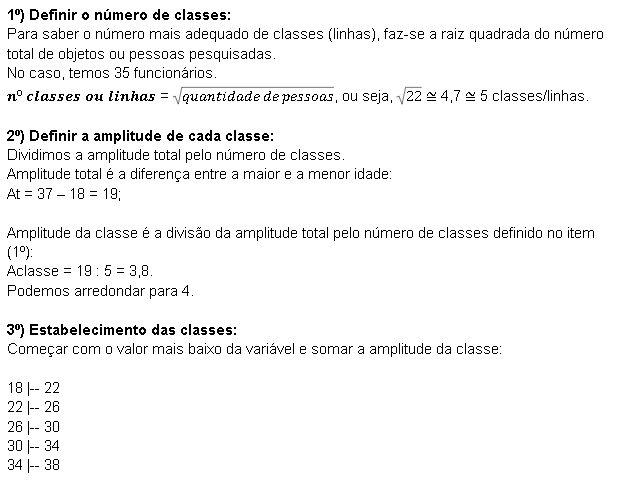 1º) Definir o número de classes:
Para saber o número mais adequado de classes (linhas), faz-se a raiz quadrada do número
total de objetos ou pessoas pesquisadas.
No caso, temos 35 funcionários.
nº classes ou linhas = √quantidade de pessoas, ou seja, √22 ≅ 4,7 ≅ 5 classes/linhas.
2º) Definir a amplitude de cada classe:
Dividimos a amplitude total pelo número de classes.
Amplitude total é a diferença entre a maior e a menor idade:
At = 37 – 18 = 19;
Amplitude da classe é a divisão da amplitude total pelo número de classes definido no item
(1º):
Aclasse = 19 : 5 = 3,8.
Podemos arredondar para 4.
3º) Estabelecimento das classes:
Começar com o valor mais baixo da variável e somar a amplitude da classe:
18 |-- 22
22 |-- 26
26 |-- 30
30 |-- 34
34 |-- 38